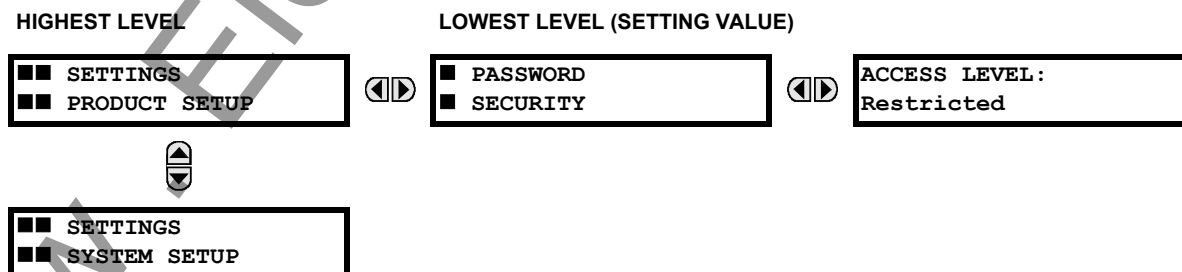 HIGHEST LEVEL
LOWEST LEVEL (SETTING VALUE)
■■ SETTINGS
■■ PRODUCT SETUP
■ PASSWORD
■ SECURITY
ACCESS LEVEL:
Restricted
■■ SETTINGS
■■ SYSTEM SETUP